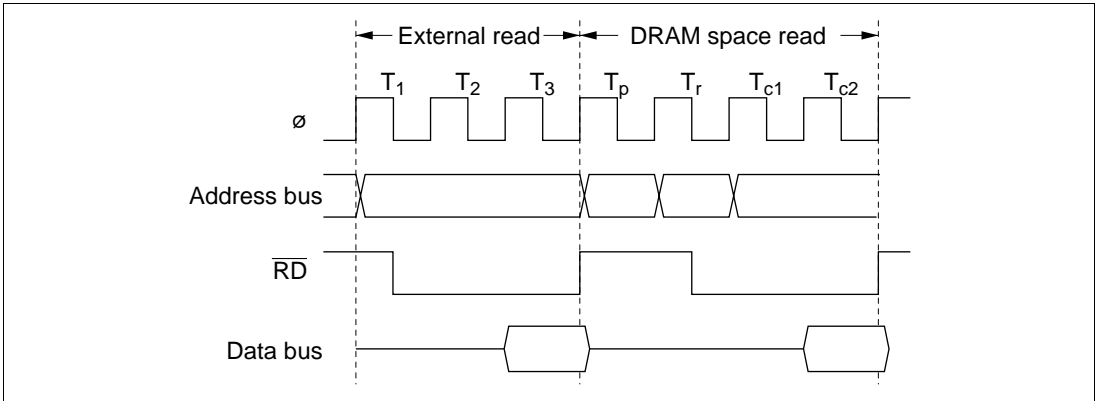 External read DRAM space read
T1 T2 T3 Tp Tr Tc1 Tc2
ø
Address bus
RD
Data bus